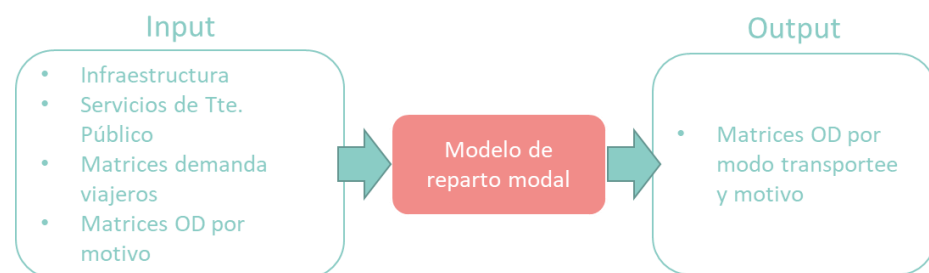 Input
• Infraestructura
• Servicios de Tte.
Público
• Matrices demanda
viajeros
• Matrices OD por
motivo
Modelo de
reparto modal
Output
• Matrices OD por
modo transportee
y motivo